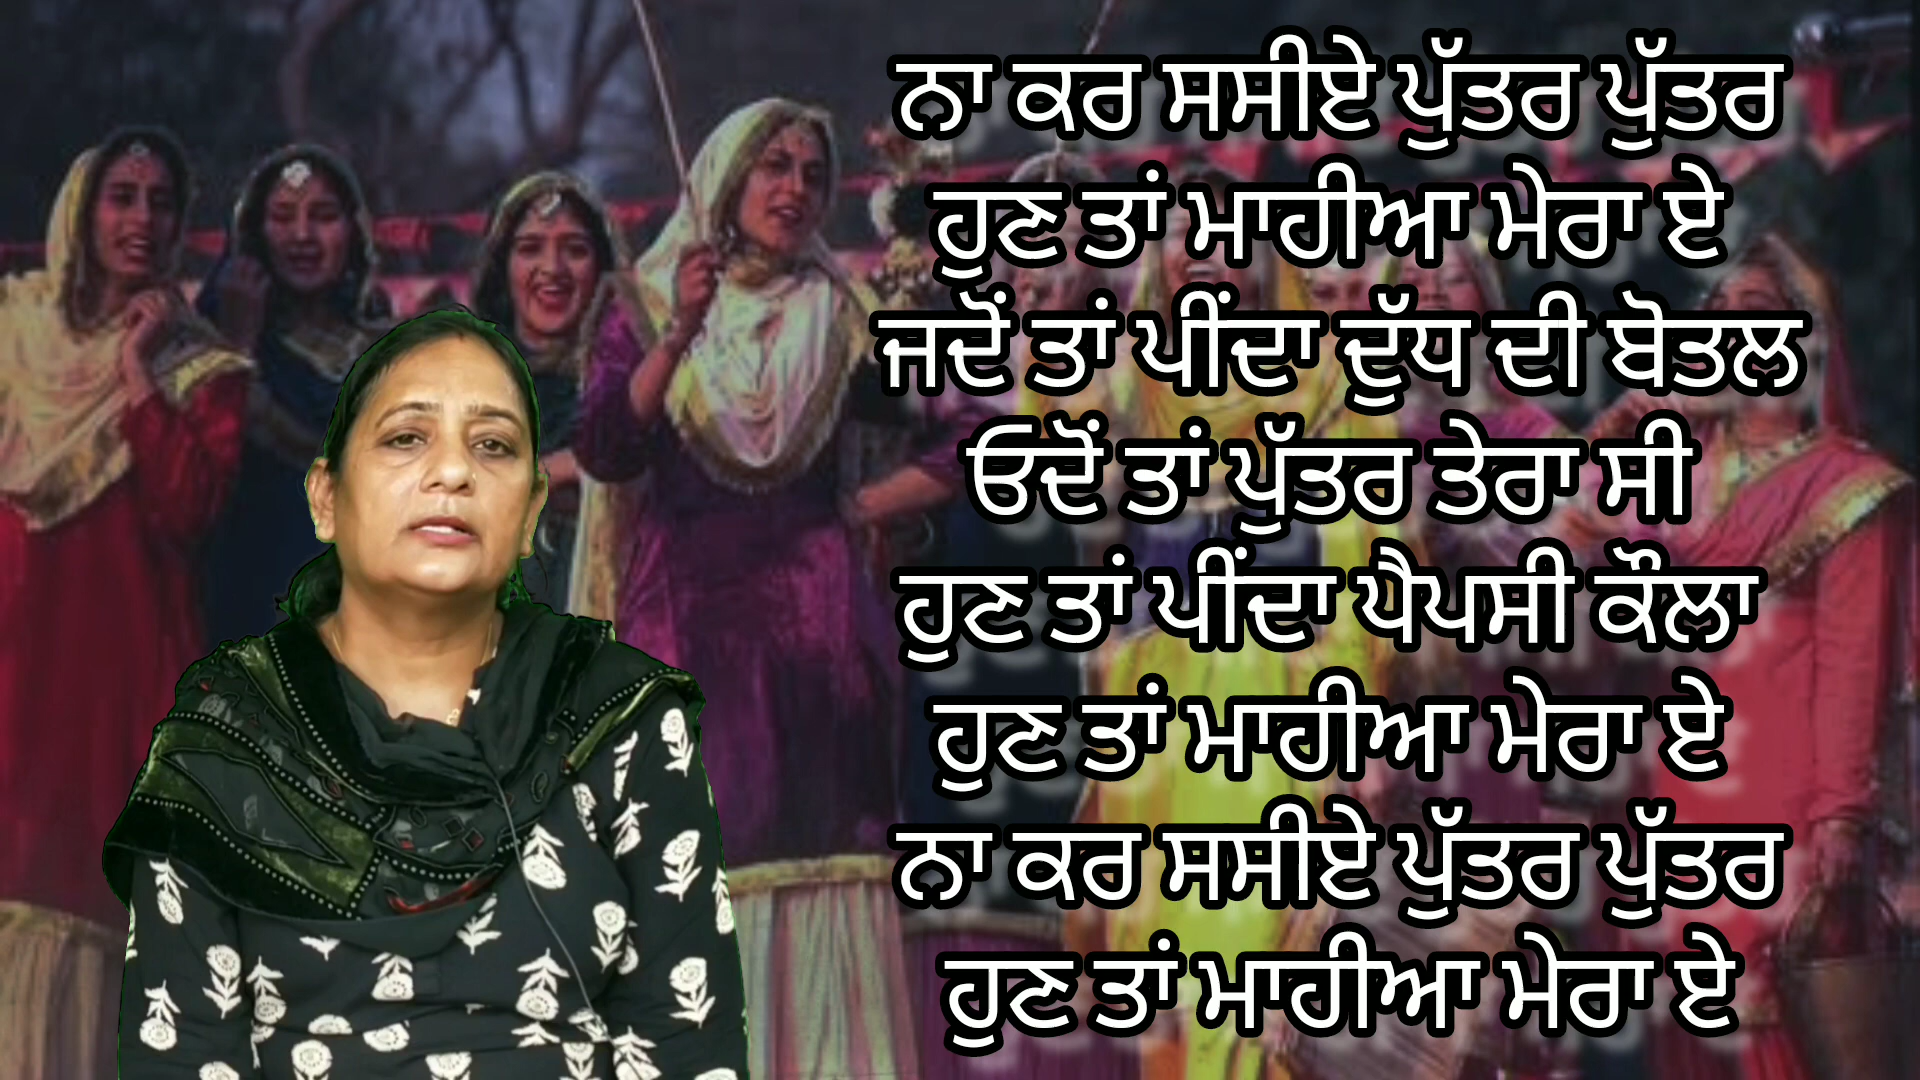 ਨਾ ਕਰ ਸਸੀਏ ਪੁੱਤਰ ਪੁੱਤਰ
ਹੁਣ ਤਾਂ ਮਾਹੀਆ ਮੇਰਾ ਏ
ਜਦੋਂ ਤਾਂ ਪੀਂਦਾ ਦੁੱਧ ਦੀ ਬੋਤਲ
ਓਦੋਂ ਤਾਂ ਪੁੱਤਰ ਤੇਰਾ ਸੀ
ਹੁਣ ਤਾਂ ਪੀਂਦਾ ਪੈਪਸੀ ਕੌਲਾ
ਹੁਣ ਤਾਂ ਮਾਹੀਆ ਮੇਰਾ ਏ
ਨਾ ਕਰ ਸਸੀਏ ਪੁੱਤਰ ਪੁੱਤਰ
ਹੁਣ ਤਾਂ ਮਾਹੀਆ ਮੇਰਾ ਏ